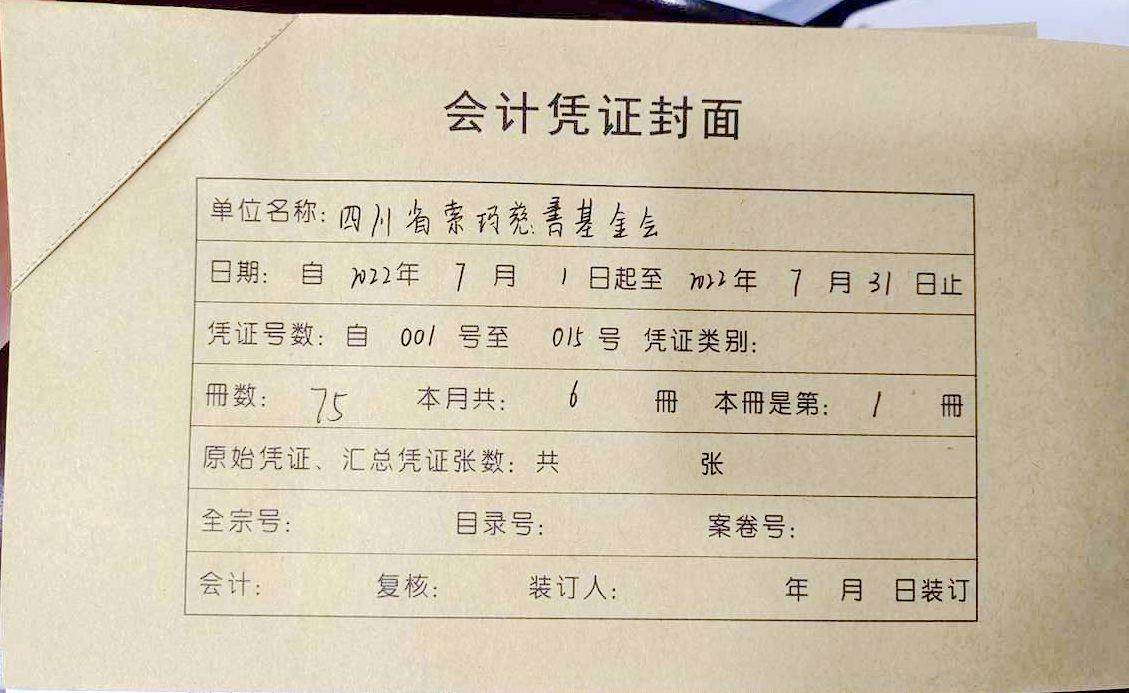 会计凭证封面
单位名称: 四川省索玛慈善基金会
日期: 自 2022年 7 月 1 日起至 2022年 7 月 31 日止
凭证号数: 自 001 号至 015 号 凭证类别:
冊数: 75 本月共: 6 冊 本冊是第: 1 冊
原始凭证、汇总凭证张数: 共 张
全宗号: 目录号: 案卷号:
会计: 复核: 装订人: 年 月 日装订